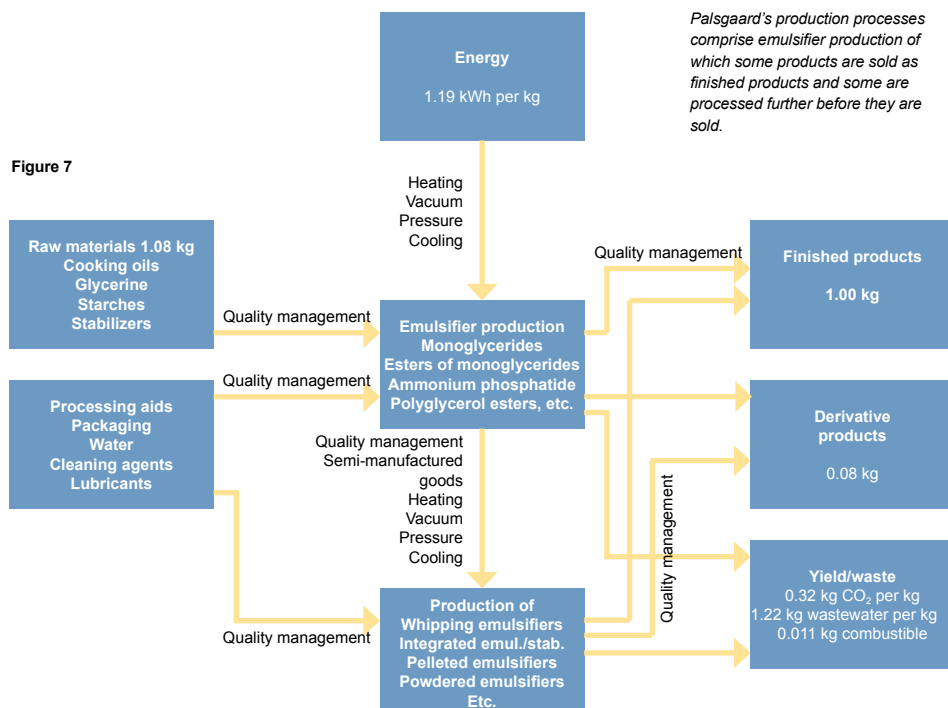 Palsgaard's production processes
comprise emulsifier production of
which some products are sold as
finished products and some are
processed further before they are
sold.
Energy
1.19 kWh per kg
Figure 7
Heating
Vacuum
Pressure
Cooling
Raw materials 1.08 kg
Cooking oils
Glycerine
Starches
Stabilizers
Quality management
Quality management
Finished products
1.00 kg
Emulsifier production
Monoglycerides
Esters of monoglycerides
Ammonium phosphatide
Polyglycerol esters, etc.
Processing aids
Packaging
Water
Cleaning agents
Lubricants
Quality management
Derivative
products
0.08 kg
Quality management
Semi-manufactured
goods
Heating
Vacuum
Pressure
Cooling
Quality management
Yield/waste
0.32 kg CO₂ per kg
1.22 kg wastewater per kg
0.011 kg combustible
Quality management
Production of
Whipping emulsifiers
Integrated emul./stab.
Pelleted emulsifiers
Powdered emulsifiers
Etc.